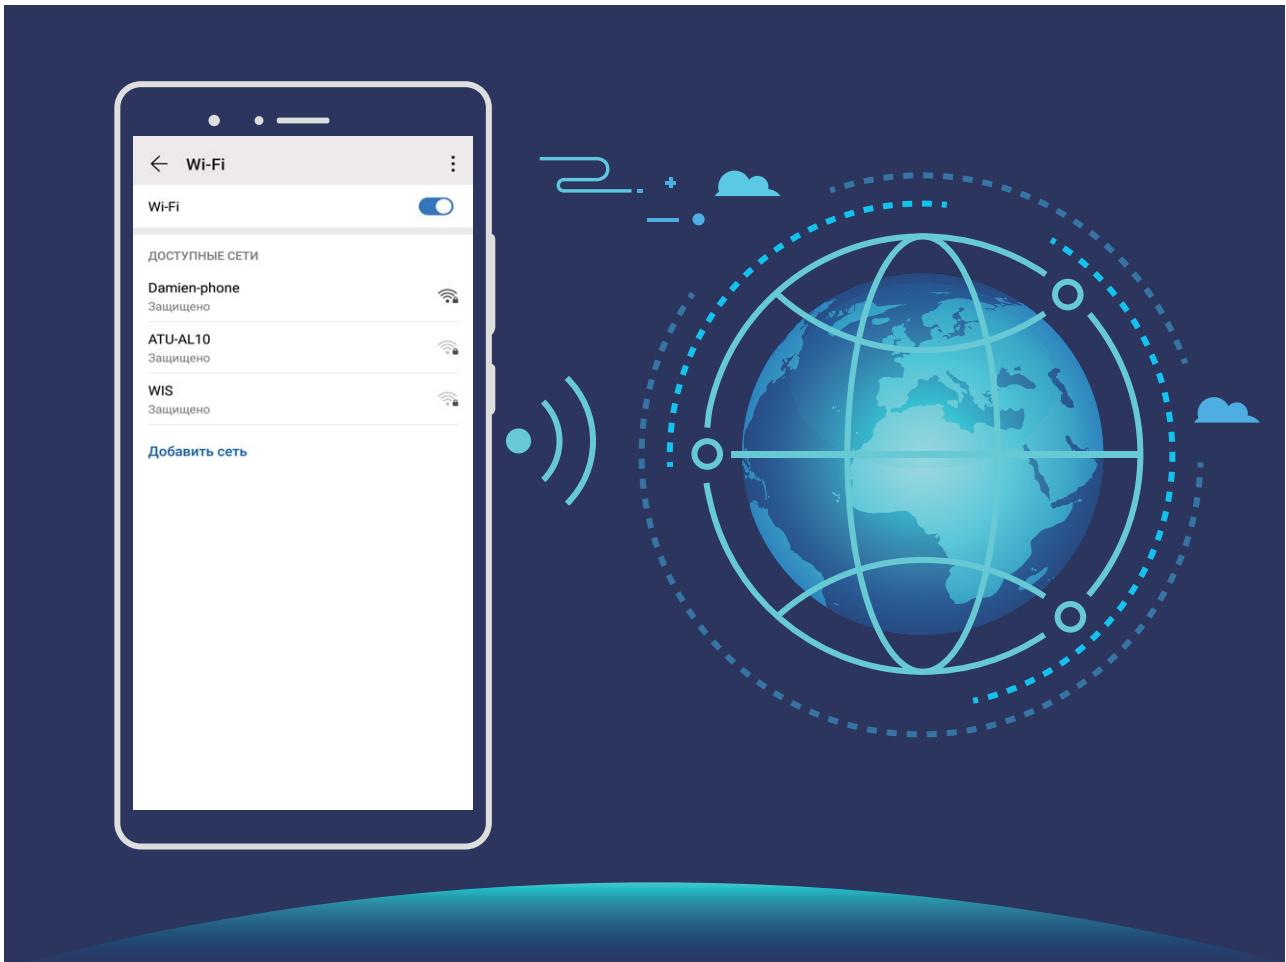 Wi-Fi
Wi-Fi
ДОСТУПНЫЕ СЕТИ
Damien-phone
Защищено
ATU-AL10
Защищено
WIS
Защищено
Добавить сеть